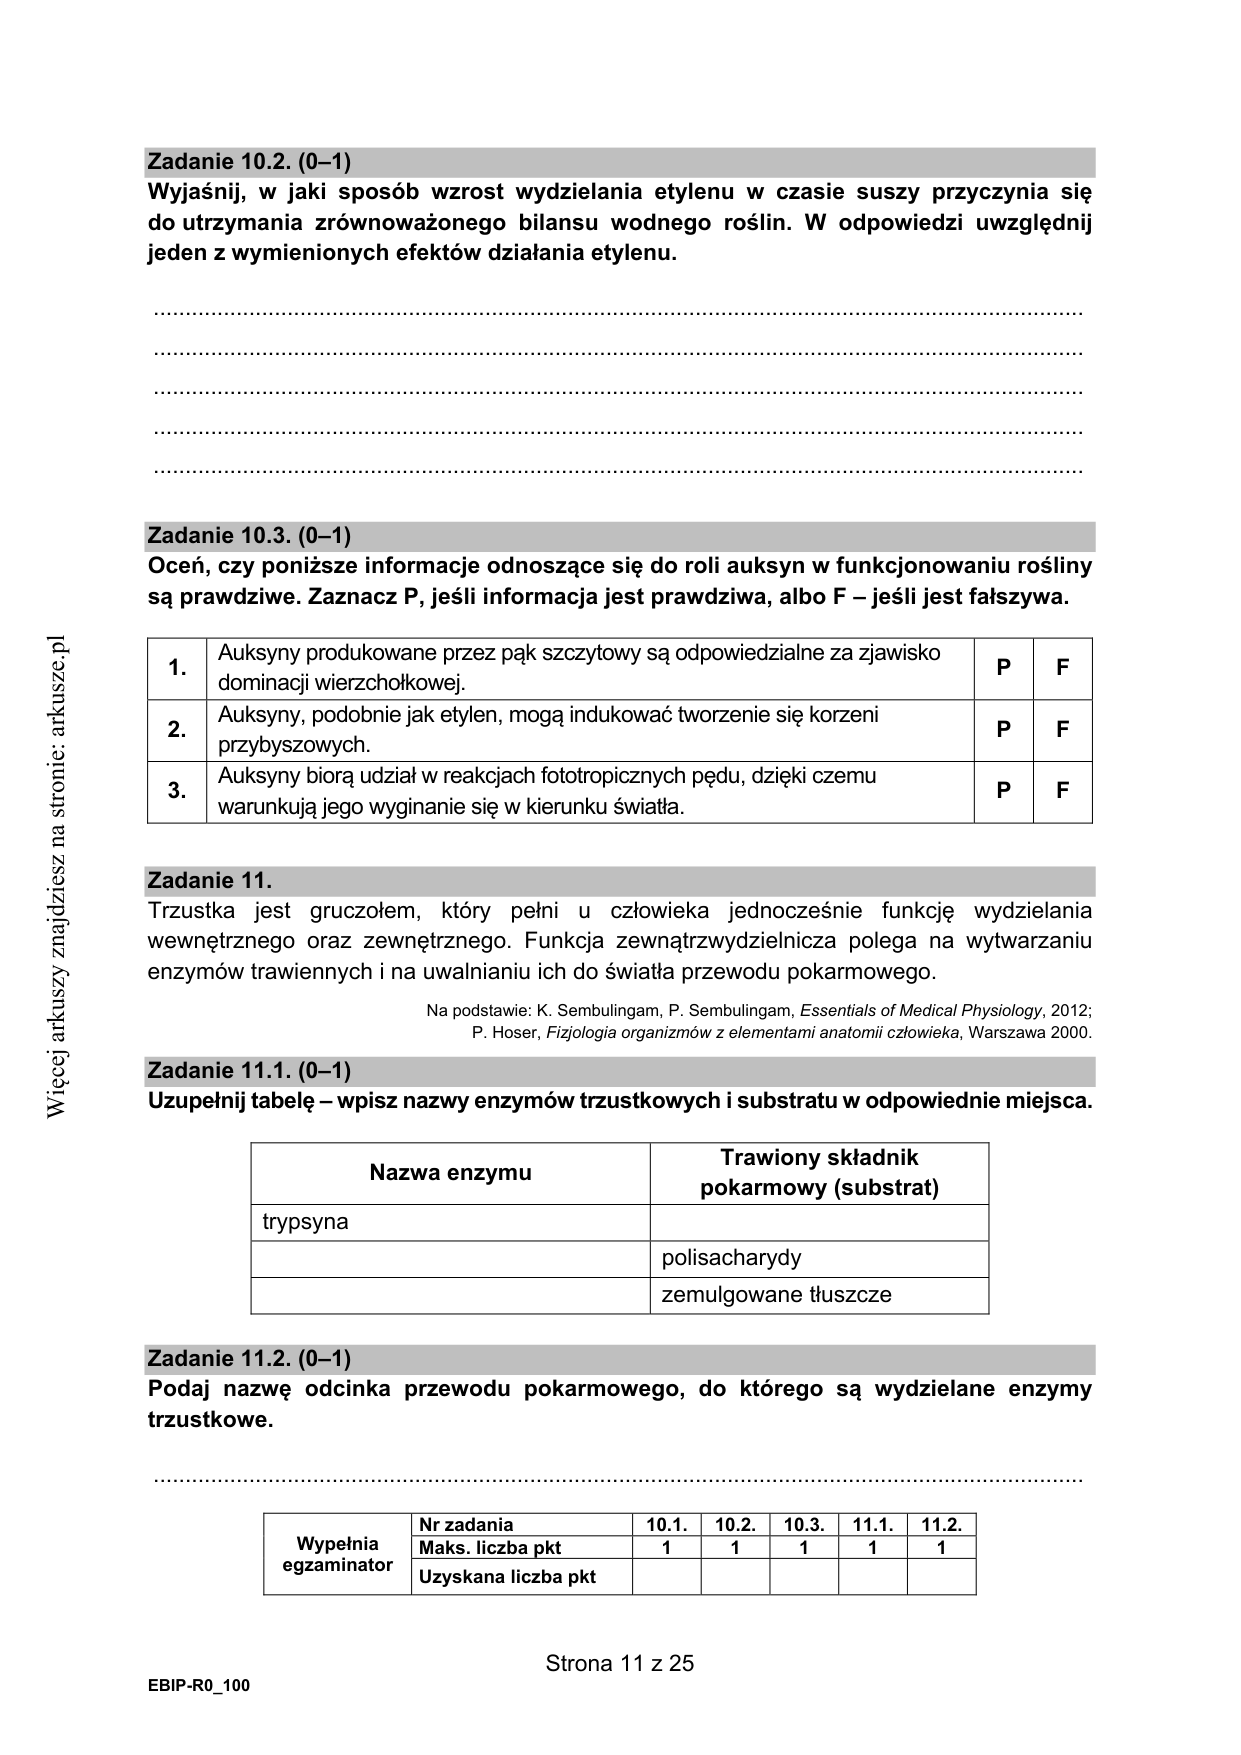 Zadanie 10.2. (0–1)
Wyjaśnij, w jaki sposób wzrost wydzielania etylenu w czasie suszy przyczynia się
do utrzymania zrównoważonego bilansu wodnego roślin. W odpowiedzi uwzględnij
jeden z wymienionych efektów działania etylenu.
Zadanie 10.3. (0–1)
Oceń, czy poniższe informacje odnoszące się do roli auksyn w funkcjonowaniu rośliny
są prawdziwe. Zaznacz P, jeśli informacja jest prawdziwa, albo F – jeśli jest fałszywa.
1. Auksyny produkowane przez pąk szczytowy są odpowiedzialne za zjawisko
dominacji wierzchołkowej. P F
2. Auksyny, podobnie jak etylen, mogą indukować tworzenie się korzeni
przybyszowych. P F
3. Auksyny biorą udział w reakcjach fototropicznych pędu, dzięki czemu
warunkują jego wyginanie się w kierunku światła. P F
Zadanie 11.
Trzustka jest gruczołem, który pełni u człowieka jednocześnie funkcję wydzielania
wewnętrznego oraz zewnętrznego. Funkcja zewnątrzwydzielnicza polega na wytwarzaniu
enzymów trawiennych i na uwalnianiu ich do światła przewodu pokarmowego.
Na podstawie: K. Sembulingam, P. Sembulingam, Essentials of Medical Physiology, 2012;
P. Hoser, Fizjologia organizmów z elementami anatomii człowieka, Warszawa 2000.
Zadanie 11.1. (0–1)
Uzupełnij tabelę – wpisz nazwy enzymów trzustkowych i substratu w odpowiednie miejsca.
Nazwa enzymu Trawiony składnik
pokarmowy (substrat)
trypsyna
polisacharydy
zemulgowane tłuszcze
Zadanie 11.2. (0–1)
Podaj nazwę odcinka przewodu pokarmowego, do którego są wydzielane enzymy
trzustkowe.
Wypełnia
egzaminator
Nr zadania 10.1. 10.2. 10.3. 11.1. 11.2.
Maks. liczba pkt 1 1 1 1 1
Uzyskana liczba pkt
Strona 11 z 25
EBIP-R0_100
Więcej arkuszy znajdziesz na stronie: arkusze.pl